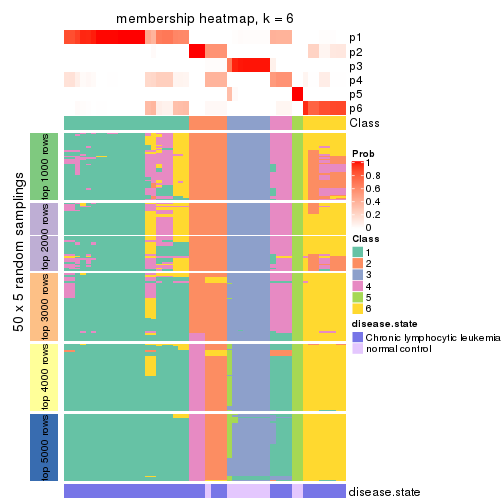 membership heatmap, k = 6
p1
p2
p3
p4
p5
p6
Class
50 x 5 random samplings
top 1000 rows
top 2000 rows
top 3000 rows
top 4000 rows
top 5000 rows
Prob
1
0.8
0.6
0.4
0.2
0
Class
1
2
3
4
5
6
disease.state
Chronic lymphocytic leukemia
normal control
disease.state